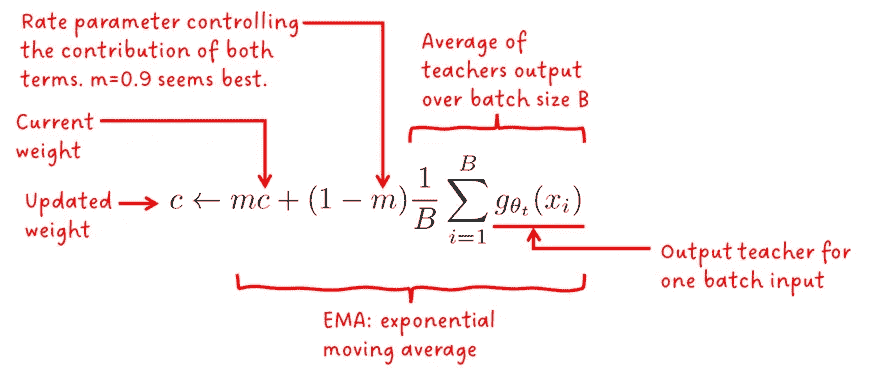 Rate parameter controlling
the contribution of both
terms. m=0.9 seems best.
Average of
teachers output
over batch size B
Current
weight
Updated
weight
c ← mc + (1 − m) \frac{1}{B} \sum_{i=1}^{B} g_{θ_t}(x_i)
Output teacher for
one batch input
EMA: exponential
moving average